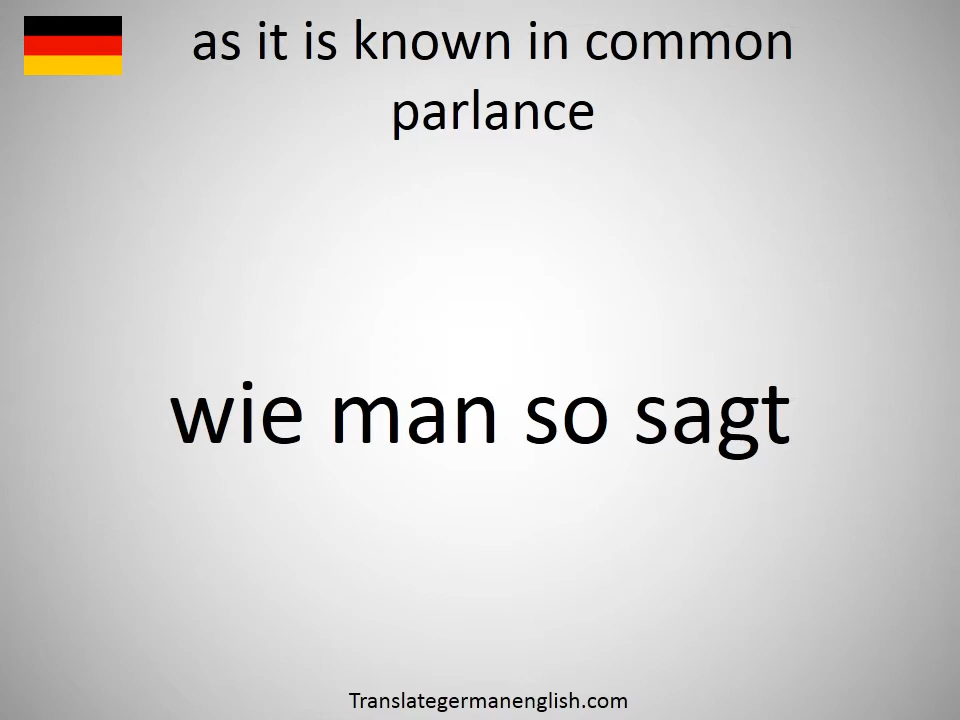 as it is known in common
parlance
wie man so sagt
Translategermanenglish.com